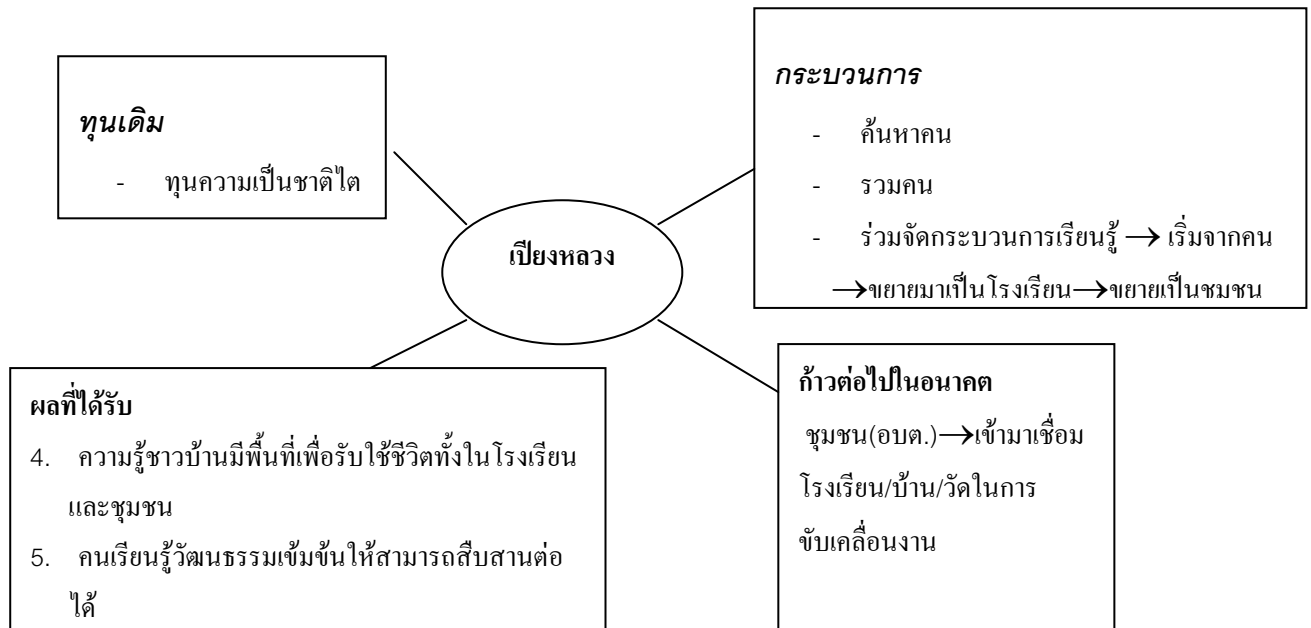 ทุนเดิม
- ทุนความเป็นชาติไต
กระบวนการ
- ค้นหาคน
- รวมคน
- ร่วมจัดกระบวนการเรียนรู้ → เริ่มจากคน
→ขยายมาเป็นโรงเรียน→ขยายเป็นชมชน
เปียงหลวง
ผลที่ได้รับ
4. ความรู้ชาวบ้านมีพื้นที่เพื่อรับใช้ชีวิตทั้งในโรงเรียน
และชุมชน
5. คนเรียนรู้วัฒนธรรมเข้มข้นให้สามารถสืบสานต่อ
ได้
ก้าวต่อไปในอนาคต
ชุมชน(อบต.)→เข้ามาเชื่อม
โรงเรียน/บ้าน/วัดในการ
ขับเคลื่อนงาน